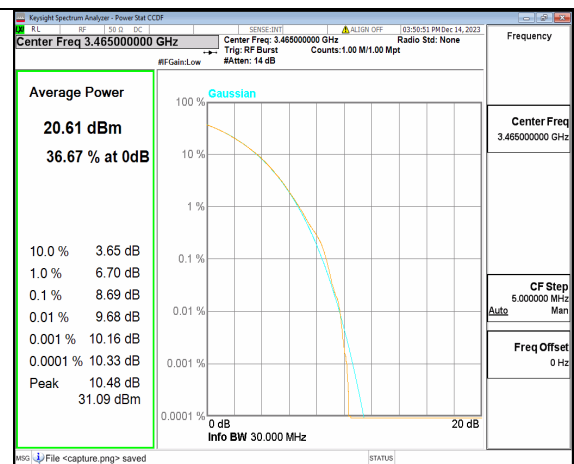 Keysight Spectrum Analyzer - Power Stat CCDF
RL RF 50 Ω DC SENSE:INT ALIGN OFF 03:50:51 PM Dec 14, 2023
Center Freq 3.465000000 GHz
Center Freq: 3.465000000 GHz Radio Std: None
Trig: RF Burst Counts:1.00 M/1.00 Mpt
#IFGain:Low #Atten: 14 dB
Frequency
Average Power
20.61 dBm
36.67 % at 0dB
10.0 % 3.65 dB
1.0 % 6.70 dB
0.1 % 8.69 dB
0.01 % 9.68 dB
0.001 % 10.16 dB
0.0001 % 10.33 dB
Peak 10.48 dB
31.09 dBm
Gaussian
100 %
10 %
1 %
0.1 %
0.01 %
0.001 %
0.0001 %
0 dB 20 dB
Info BW 30.000 MHz
Center Freq
3.465000000 GHz
CF Step
5.000000 MHz
Auto Man
Freq Offset
0 Hz
MSG File <capture.png> saved STATUS